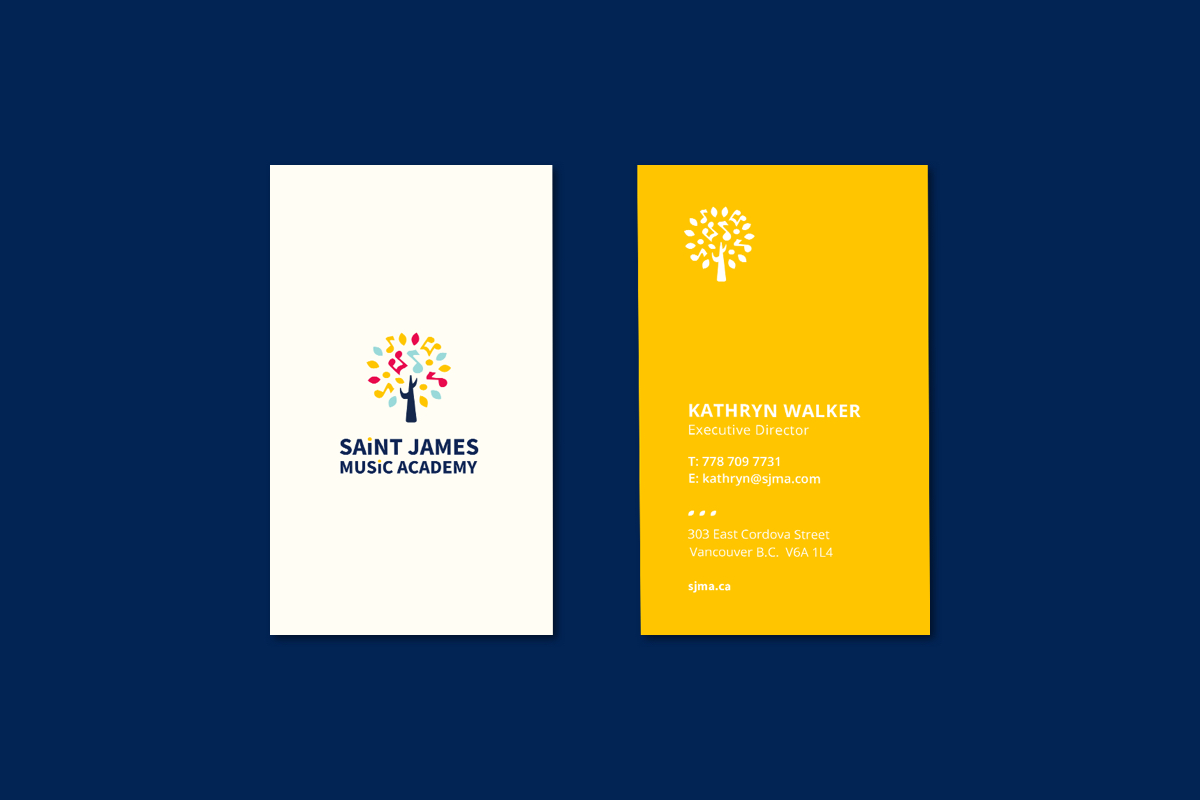 SAiNT JAMES
MUSiC ACADEMY
KATHRYN WALKER
Executive Director
T: 778 709 7731
E: kathryn@sjma.com
303 East Cordova Street
Vancouver B.C. V6A 1L4
sjma.ca